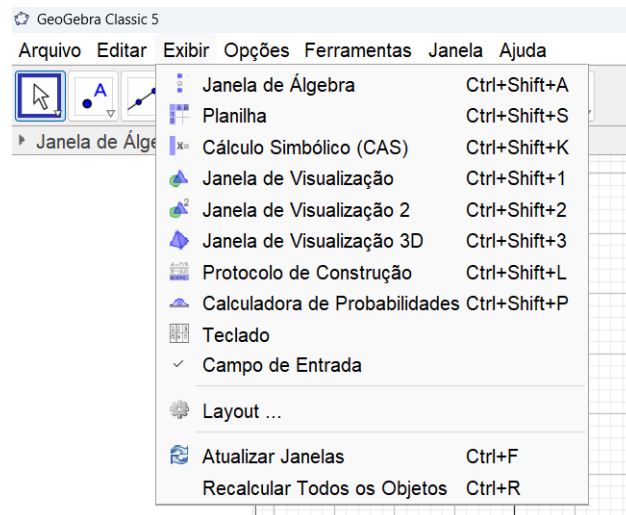 GeoGebra Classic 5
Arquivo Editar Exibir Opções Ferramentas Janela Ajuda
A
Janela de Álge
Janela de Álgebra Ctrl+Shift+A
Planilha Ctrl+Shift+S
Cálculo Simbólico (CAS) Ctrl+Shift+K
Janela de Visualização Ctrl+Shift+1
Janela de Visualização 2 Ctrl+Shift+2
Janela de Visualização 3D Ctrl+Shift+3
Protocolo de Construção Ctrl+Shift+L
Calculadora de Probabilidades Ctrl+Shift+P
Teclado
Campo de Entrada
Layout ...
Atualizar Janelas Ctrl+F
Recalcular Todos os Objetos Ctrl+R